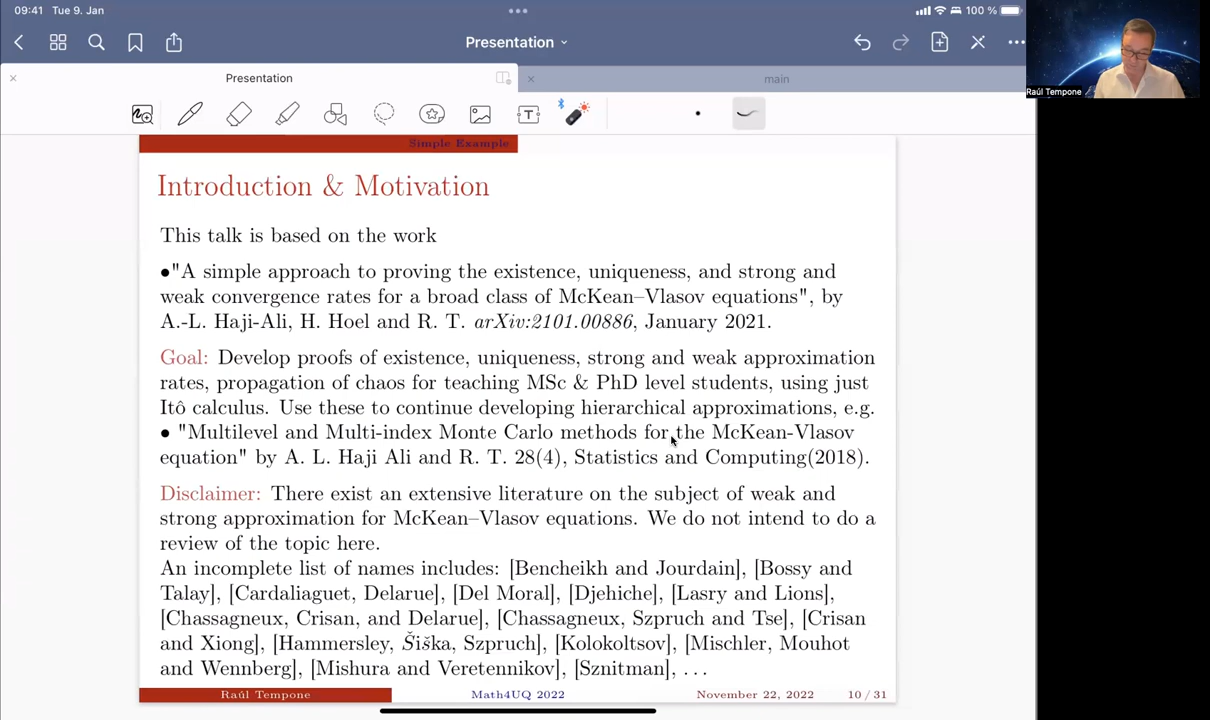 09:41 Tue 9. Jan
100 %
Presentation
Presentation
main
Raúl Tempone
Simple Example
Introduction & Motivation
This talk is based on the work
•"A simple approach to proving the existence, uniqueness, and strong and
weak convergence rates for a broad class of McKean–Vlasov equations", by
A.-L. Haji-Ali, H. Hoel and R. T. arXiv:2101.00886, January 2021.
Goal: Develop proofs of existence, uniqueness, strong and weak approximation
rates, propagation of chaos for teaching MSc & PhD level students, using just
Itô calculus. Use these to continue developing hierarchical approximations, e.g.
• "Multilevel and Multi-index Monte Carlo methods for the McKean-Vlasov
equation" by A. L. Haji Ali and R. T. 28(4), Statistics and Computing(2018).
Disclaimer: There exist an extensive literature on the subject of weak and
strong approximation for McKean–Vlasov equations. We do not intend to do a
review of the topic here.
An incomplete list of names includes: [Bencheikh and Jourdain], [Bossy and
Talay], [Cardaliaguet, Delarue], [Del Moral], [Djehiche], [Lasry and Lions],
[Chassagneux, Crisan, and Delarue], [Chassagneux, Szpruch and Tse], [Crisan
and Xiong], [Hammersley, Šiška, Szpruch], [Kolokoltsov], [Mischler, Mouhot
and Wennberg], [Mishura and Veretennikov], [Sznitman], ...
Raúl Tempone Math4UQ 2022 November 22, 2022 10 / 31